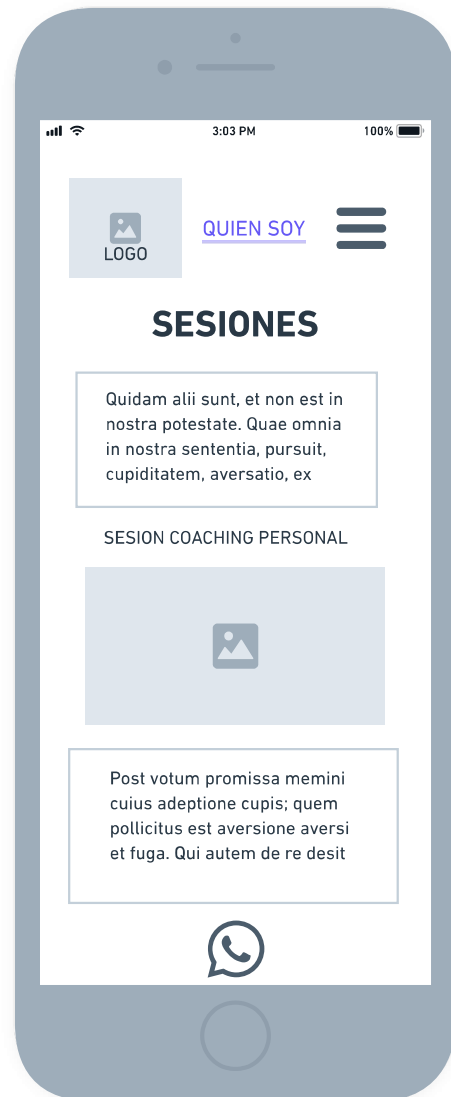 3:03 PM
100%
LOGO
QUIEN SOY
SESIONES
Quidam alii sunt, et non est in
nostra potestate. Quae omnia
in nostra sententia, pursuit,
cupiditatem, aversatio, ex
SESION COACHING PERSONAL
Post votum promissa memini
cuius adeptione cupis; quem
pollicitus est aversione aversi
et fuga. Qui autem de re desit